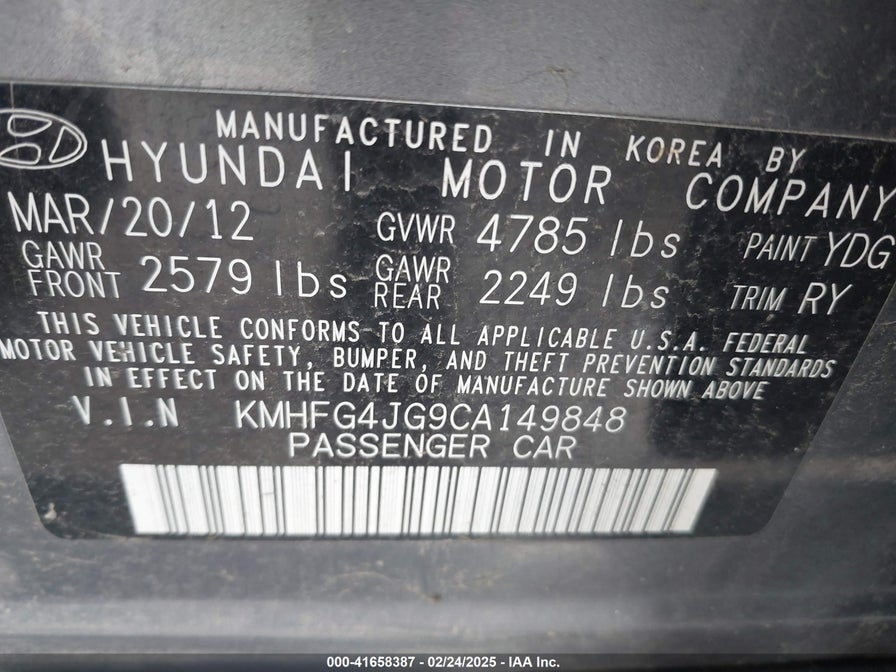 MANUFACTURED IN KOREA BY
HYUNDAI MOTOR COMPANY
MAR/20/12 GVWR 4785 lbs PAINT YDG
GAWR FRONT 2579 lbs GAWR REAR 2249 lbs TRIM RY
THIS VEHICLE CONFORMS TO ALL APPLICABLE U.S.A. FEDERAL
MOTOR VEHICLE SAFETY, BUMPER, AND THEFT PREVENTION STANDARDS
IN EFFECT ON THE DATE OF MANUFACTURE SHOWN ABOVE
V.I.N KMHFG4JG9CA149848
PASSENGER CAR
000-41658387 - 02/24/2025 - IAA Inc.